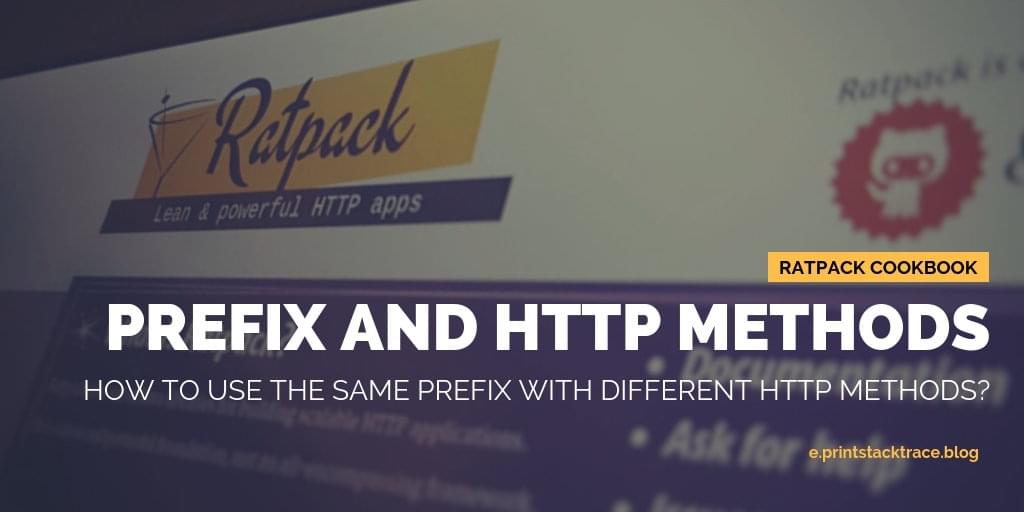 Ratpack is
Ratpack
Lean & powerful HTTP apps
RATPACK COOKBOOK
PREFIX AND HTTP METHODS
Documentation
HOW TO USE THE SAME PREFIX WITH DIFFERENT HTTP METHODS?
Ask for help
e.printstacktrace.blog